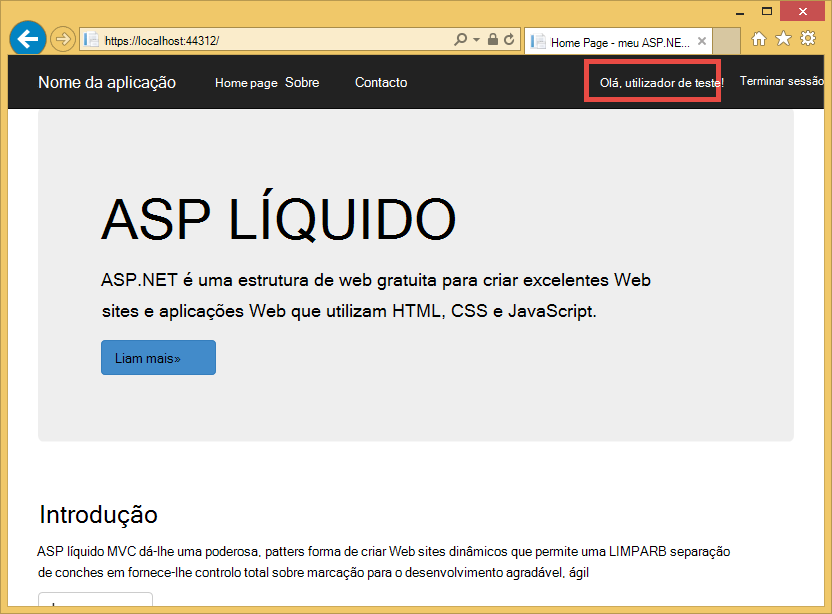 https://localhost:44312/
Home Page - meu ASP.NE...
Nome da aplicação Home page Sobre Contacto Olá, utilizador de teste! Terminar sessão
ASP LÍQUIDO
ASP.NET é uma estrutura de web gratuita para criar excelentes Web
sites e aplicações Web que utilizam HTML, CSS e JavaScript.
Liam mais»
Introdução
ASP líquido MVC dá-lhe uma poderosa, patters forma de criar Web sites dinâmicos que permite uma LIMPARB separação
de conches em fornece-lhe controlo total sobre marcação para o desenvolvimento agradável, ágil